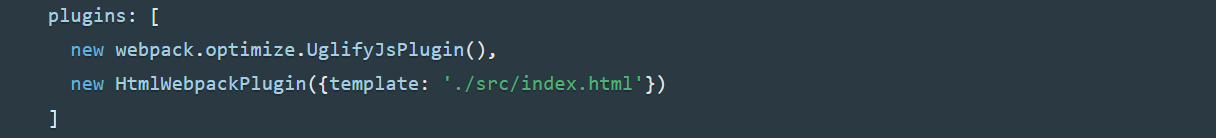 plugins: [
new webpack.optimize.UglifyJsPlugin(),
new HtmlWebpackPlugin({template: './src/index.html'})
]